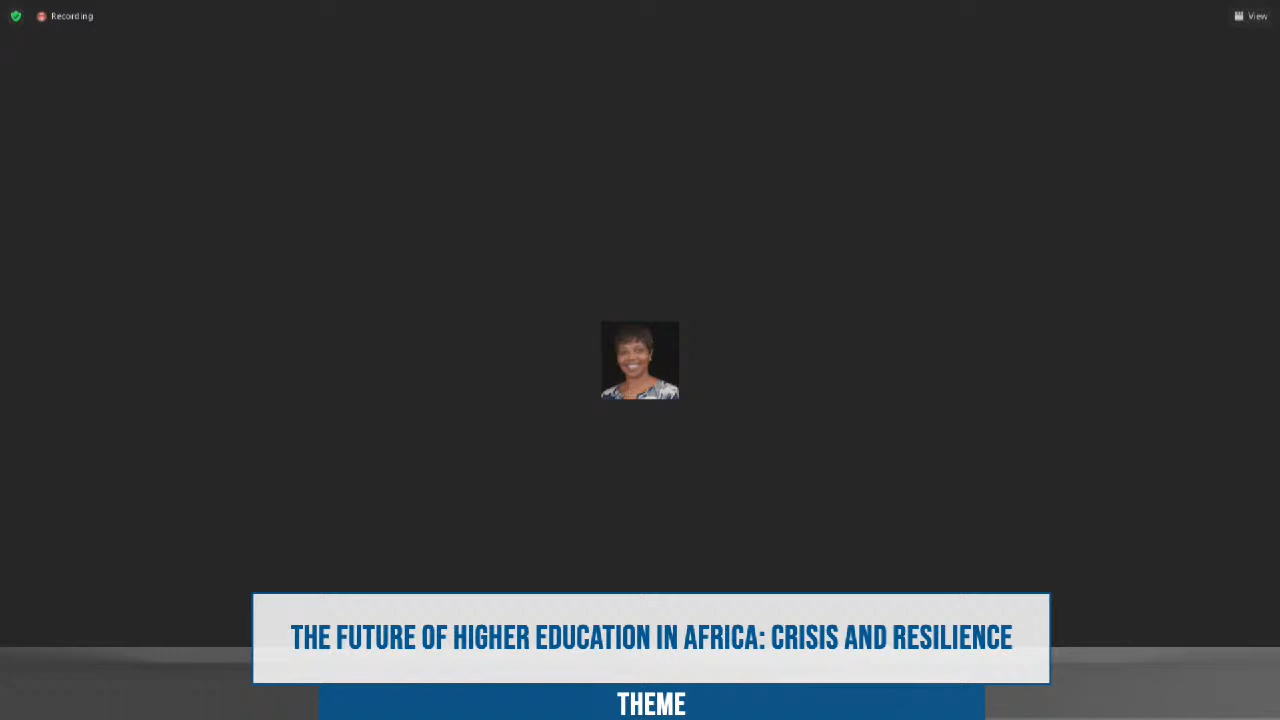 Recording
View
THE FUTURE OF HIGHER EDUCATION IN AFRICA: CRISIS AND RESILIENCE
THEME